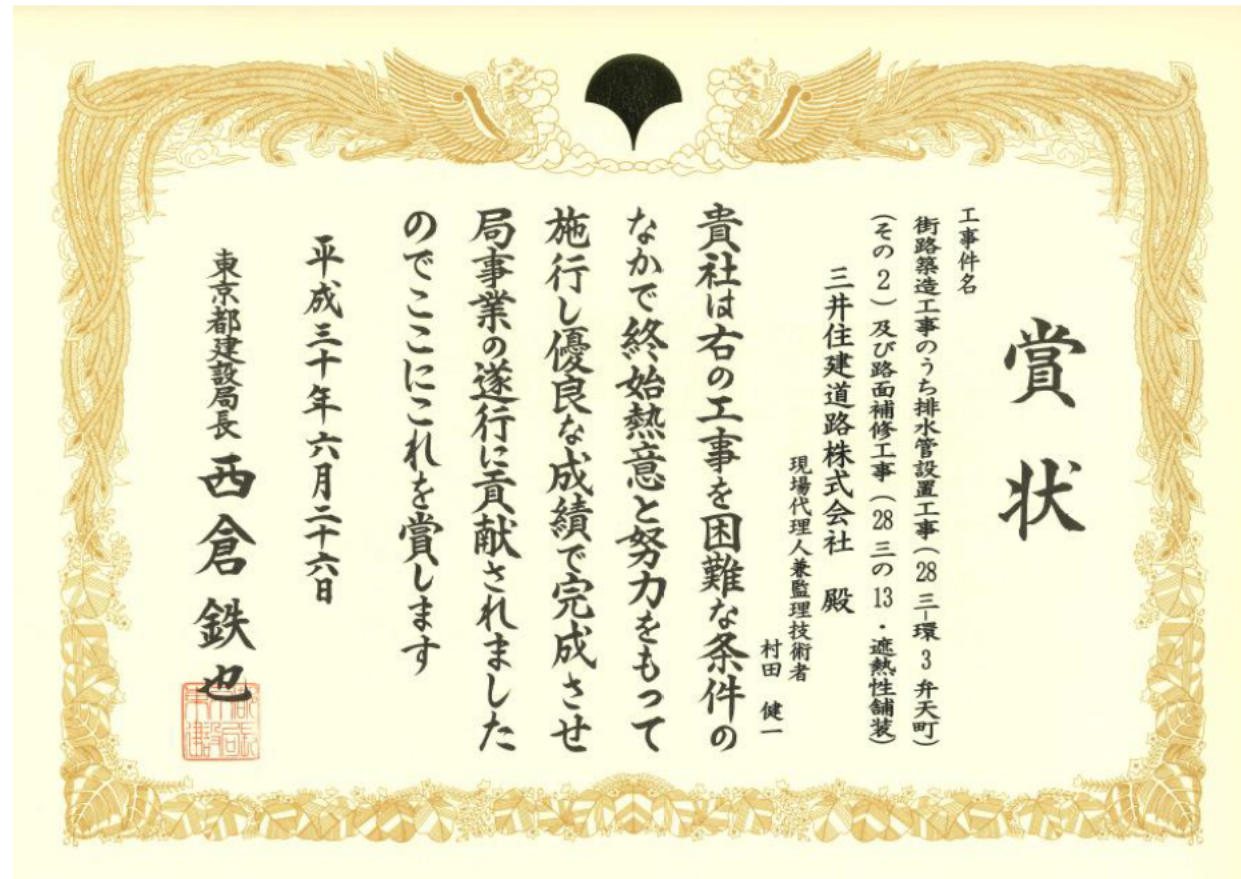 賞状
工事件名
街路築造工事のうち排水管設置工事(28三-環3弁天町)
(その2)及び路面補修工事(28三の13・遮熱性舗装)
三井住建道路株式会社 殿
現場代理人兼監理技術者
村田 健一
貴社は右の工事を困難な条件の
なかで終始熱意と努力をもって
施行し優良な成績で完成させ
局事業の遂行に貢献されました
のでここにこれを賞します
平成三十年六月二十六日
東京都建設局長 西倉鉄也